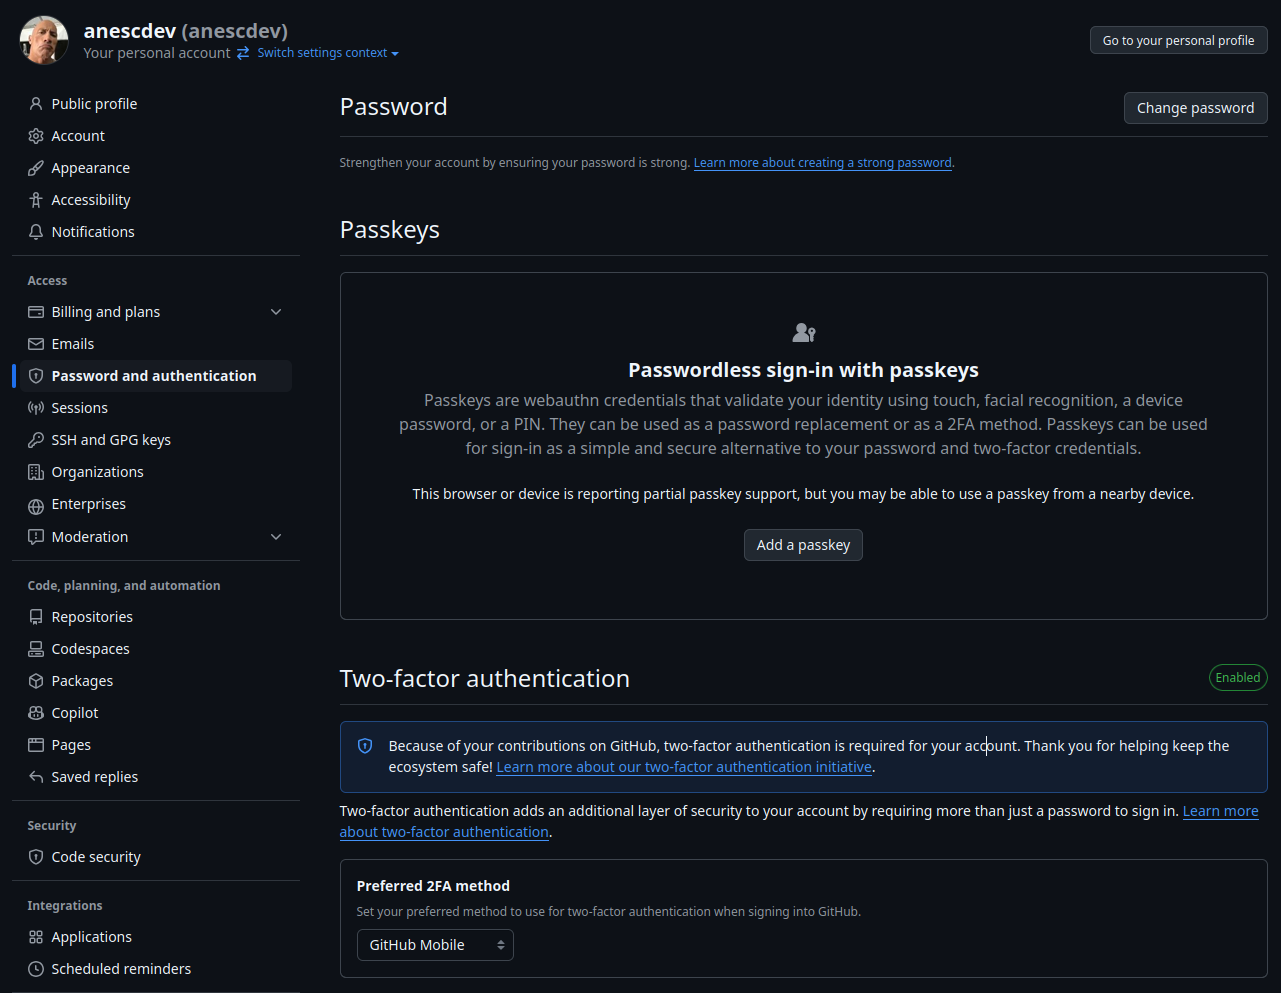 anescdev (anescdev)
Your personal account Switch settings context
Go to your personal profile
Public profile
Account
Appearance
Accessibility
Notifications
Access
Billing and plans
Emails
Password and authentication
Sessions
SSH and GPG keys
Organizations
Enterprises
Moderation
Code, planning, and automation
Repositories
Codespaces
Packages
Copilot
Pages
Saved replies
Security
Code security
Integrations
Applications
Scheduled reminders
Password
Change password
Strengthen your account by ensuring your password is strong. Learn more about creating a strong password.
Passkeys
Passwordless sign-in with passkeys
Passkeys are webauthn credentials that validate your identity using touch, facial recognition, a device
password, or a PIN. They can be used as a password replacement or as a 2FA method. Passkeys can be used
for sign-in as a simple and secure alternative to your password and two-factor credentials.
This browser or device is reporting partial passkey support, but you may be able to use a passkey from a nearby device.
Add a passkey
Two-factor authentication
Enabled
Because of your contributions on GitHub, two-factor authentication is required for your account. Thank you for helping keep the
ecosystem safe! Learn more about our two-factor authentication initiative.
Two-factor authentication adds an additional layer of security to your account by requiring more than just a password to sign in. Learn more
about two-factor authentication.
Preferred 2FA method
Set your preferred method to use for two-factor authentication when signing into GitHub.
GitHub Mobile